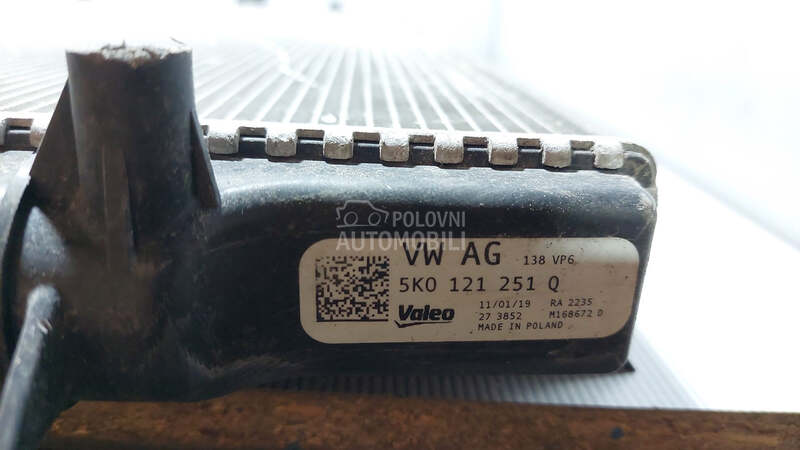 POLOVNI
AUTOMOBILI
VW AG 138 VP6
5K0 121 251 Q
Valeo 11/01/19 RA 2235
27 3852 M168672 D
MADE IN POLAND